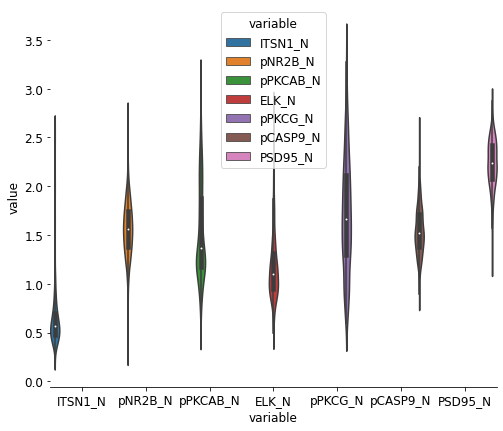 variable
ITSN1_N
pNR2B_N
pPKCAB_N
ELK_N
pPKCG_N
pCASP9_N
PSD95_N
value
3.5
3.0
2.5
2.0
1.5
1.0
0.5
0.0
ITSN1_N pNR2B_N pPKCAB_N ELK_N pPKCG_N pCASP9_N PSD95_N
variable